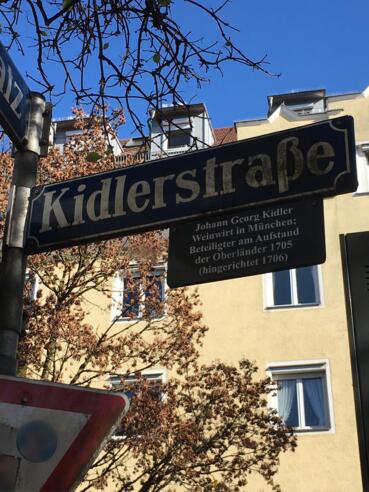 Kidlerstraße
Johann Georg Kidler
Weinwirt in München;
Beteiligter am Aufstand
der Oberländer 1705
(hingerichtet 1706)